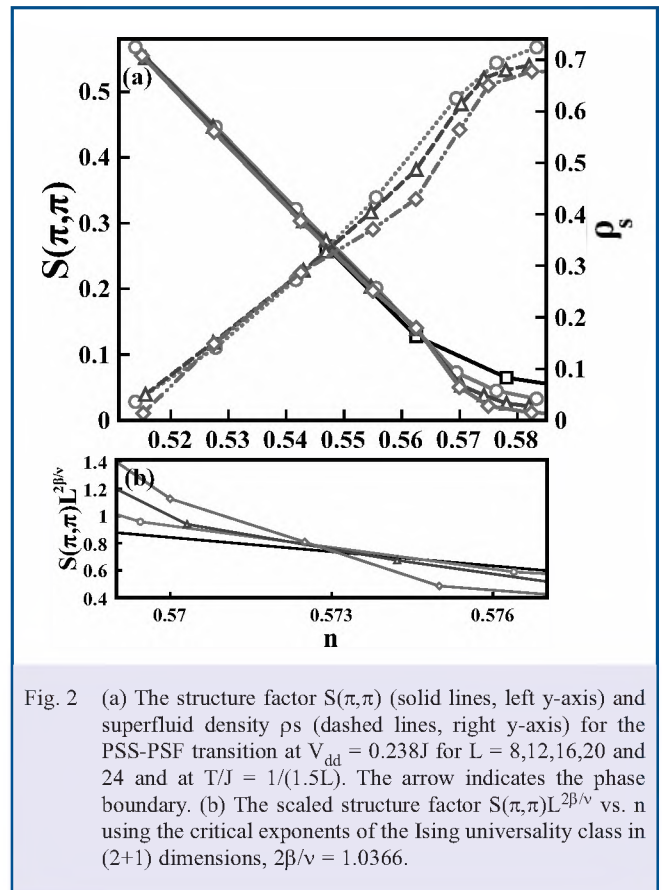 (a)
0.5
0.4
0.3
0.2
0.1
0
S(π,π)
0.7
0.6
0.5
0.4
0.3
0.2
0.1
0
ρs
0.52 0.53 0.54 0.55 0.56 0.57 0.58
(b)
1.4
1.2
1
0.8
0.6
0.4
S(π,π)L^2β/ν
0.57 0.573 0.576
n
Fig. 2 (a) The structure factor S(π,π) (solid lines, left y-axis) and
superfluid density ρs (dashed lines, right y-axis) for the
PSS-PSF transition at Vdd = 0.238J for L = 8,12,16,20 and
24 and at T/J = 1/(1.5L). The arrow indicates the phase
boundary. (b) The scaled structure factor S(π,π)L^2β/ν vs. n
using the critical exponents of the Ising universality class in
(2+1) dimensions, 2β/ν = 1.0366.